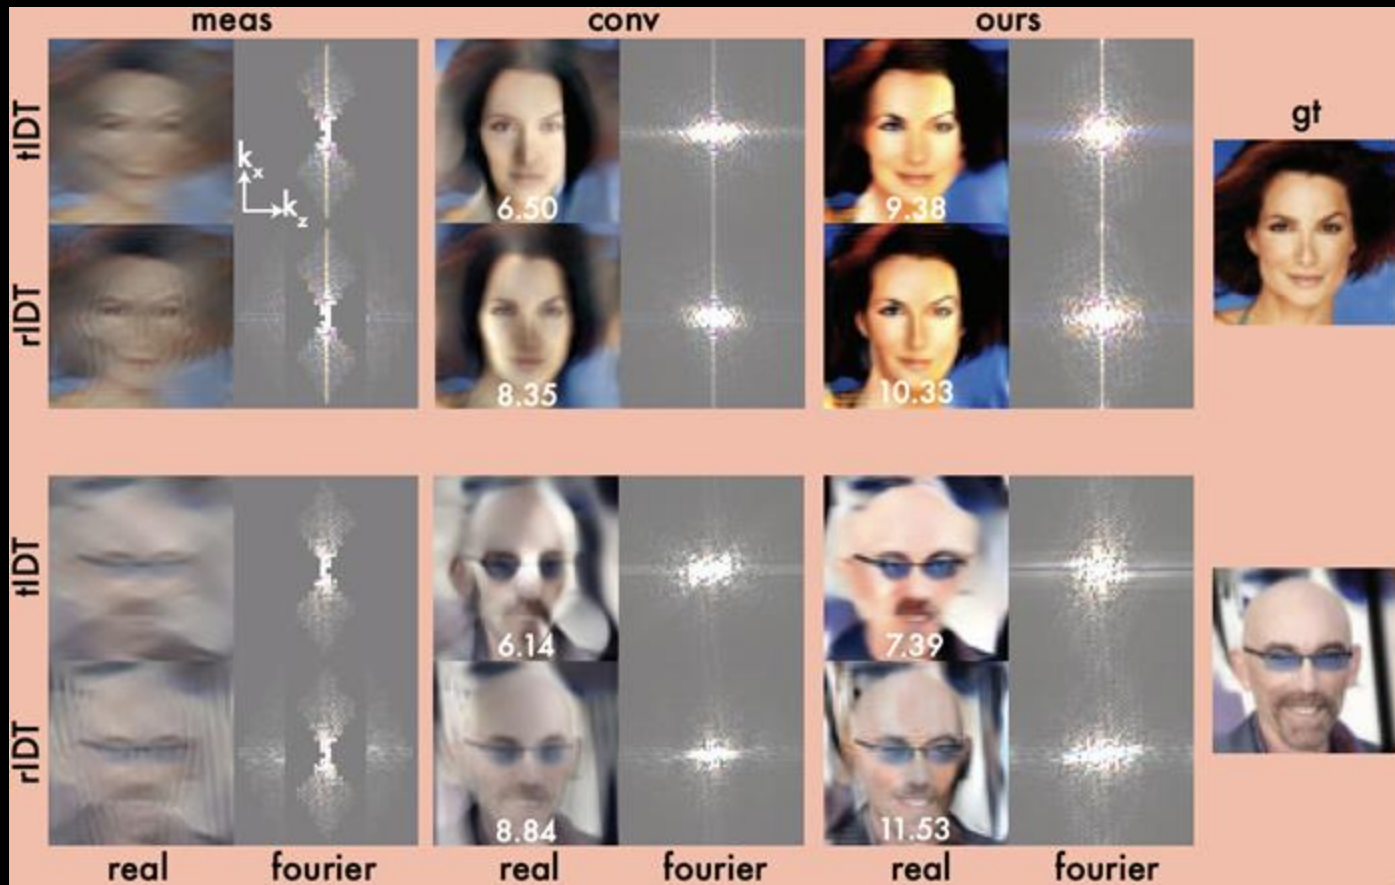 meas conv ours
tIDT
gt
kx
kz
6.50 9.38
rIDT
8.35 10.33
tIDT
6.14 7.39
rIDT
8.84 11.53
real fourier real fourier real fourier